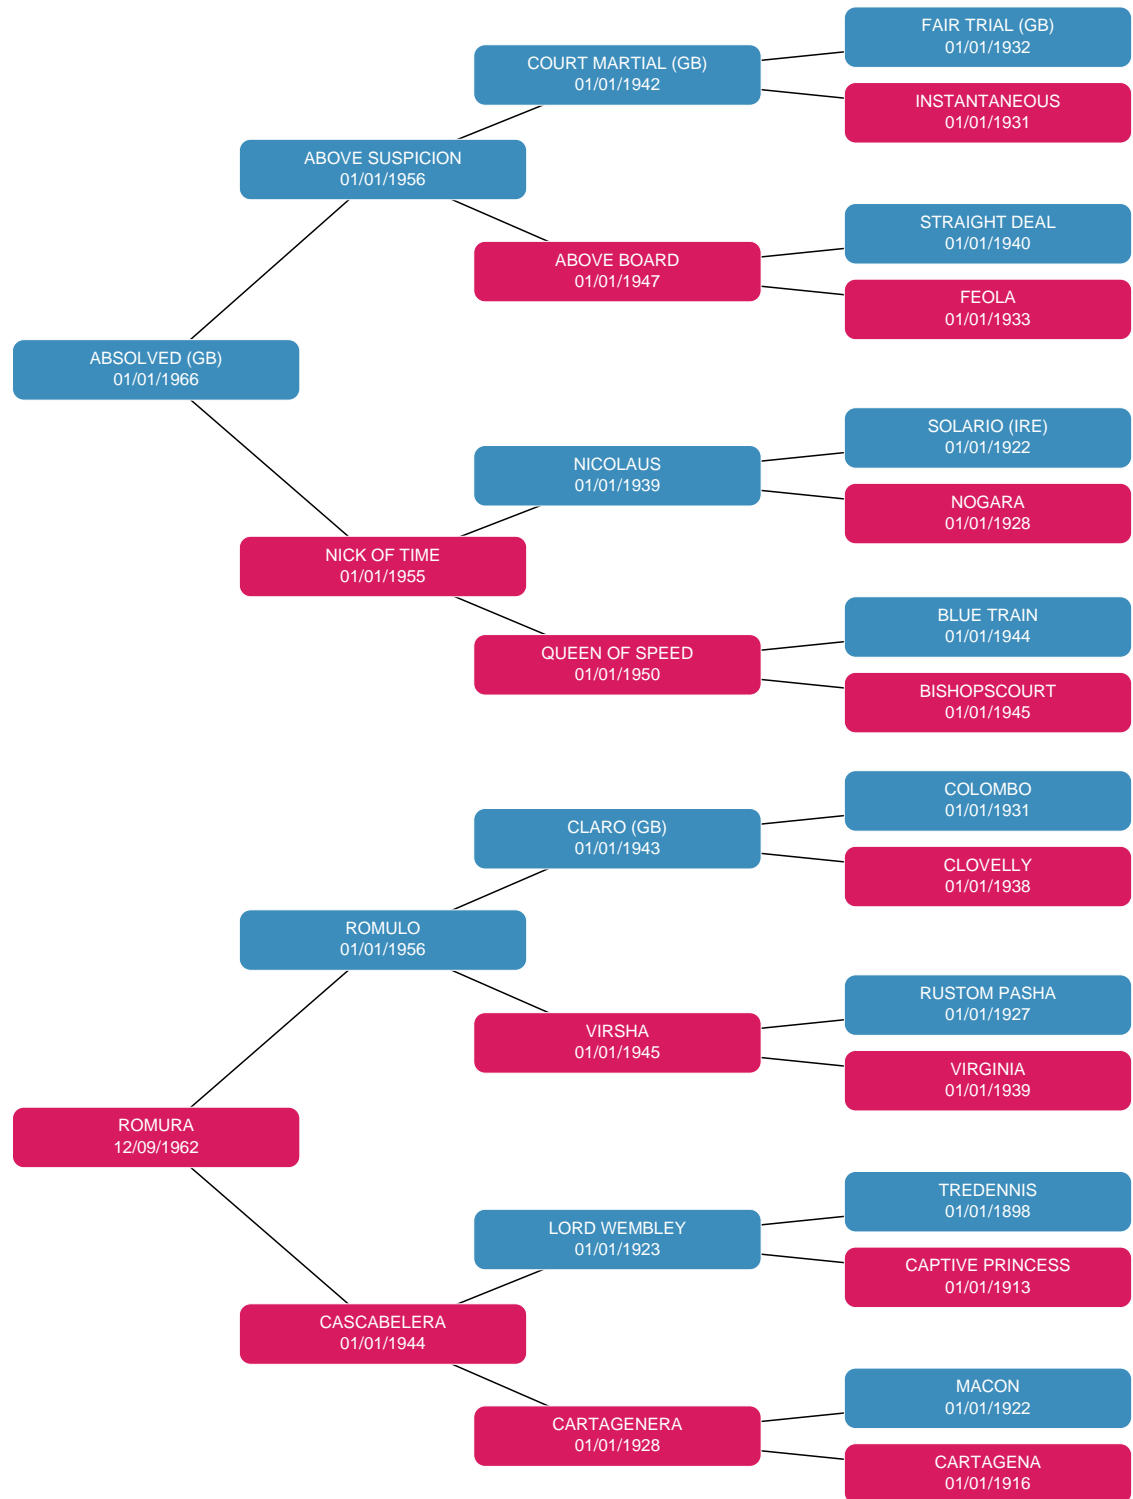 FAIR TRIAL (GB)
01/01/1932
COURT MARTIAL (GB)
01/01/1942
INSTANTANEOUS
01/01/1931
ABOVE SUSPICION
01/01/1956
STRAIGHT DEAL
01/01/1940
ABOVE BOARD
01/01/1947
FEOLA
01/01/1933
ABSOLVED (GB)
01/01/1966
SOLARIO (IRE)
01/01/1922
NICOLAUS
01/01/1939
NOGARA
01/01/1928
NICK OF TIME
01/01/1955
BLUE TRAIN
01/01/1944
QUEEN OF SPEED
01/01/1950
BISHOPSCOURT
01/01/1945
COLOMBO
01/01/1931
CLARO (GB)
01/01/1943
CLOVELLY
01/01/1938
ROMULO
01/01/1956
RUSTOM PASHA
01/01/1927
VIRSHA
01/01/1945
VIRGINIA
01/01/1939
ROMURA
12/09/1962
TREDENNIS
01/01/1898
LORD WEMBLEY
01/01/1923
CAPTIVE PRINCESS
01/01/1913
CASCABELERA
01/01/1944
MACON
01/01/1922
CARTAGENERA
01/01/1928
CARTAGENA
01/01/1916